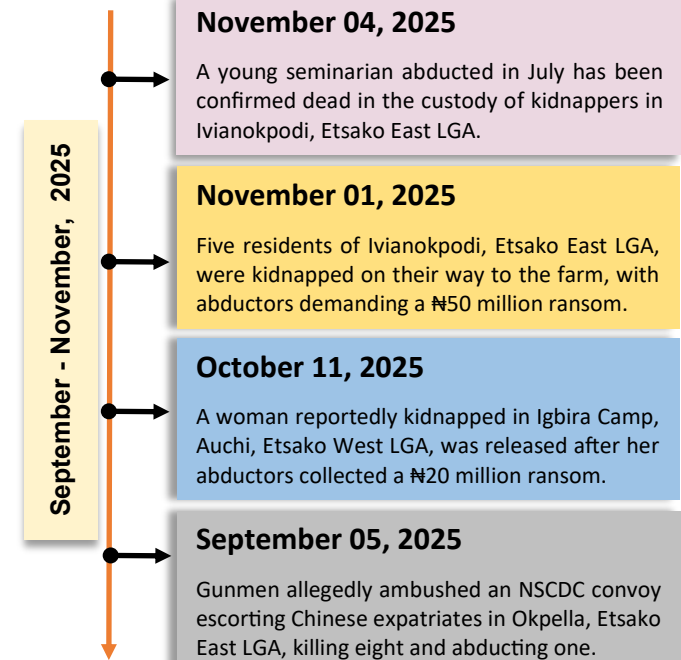 September - November, 2025
November 04, 2025
A young seminarian abducted in July has been
confirmed dead in the custody of kidnappers in
Ivianokpodi, Etsako East LGA.
November 01, 2025
Five residents of Ivianokpodi, Etsako East LGA,
were kidnapped on their way to the farm, with
abductors demanding a ₦50 million ransom.
October 11, 2025
A woman reportedly kidnapped in Igbira Camp,
Auchi, Etsako West LGA, was released after her
abductors collected a ₦20 million ransom.
September 05, 2025
Gunmen allegedly ambushed an NSCDC convoy
escorting Chinese expatriates in Okpella, Etsako
East LGA, killing eight and abducting one.